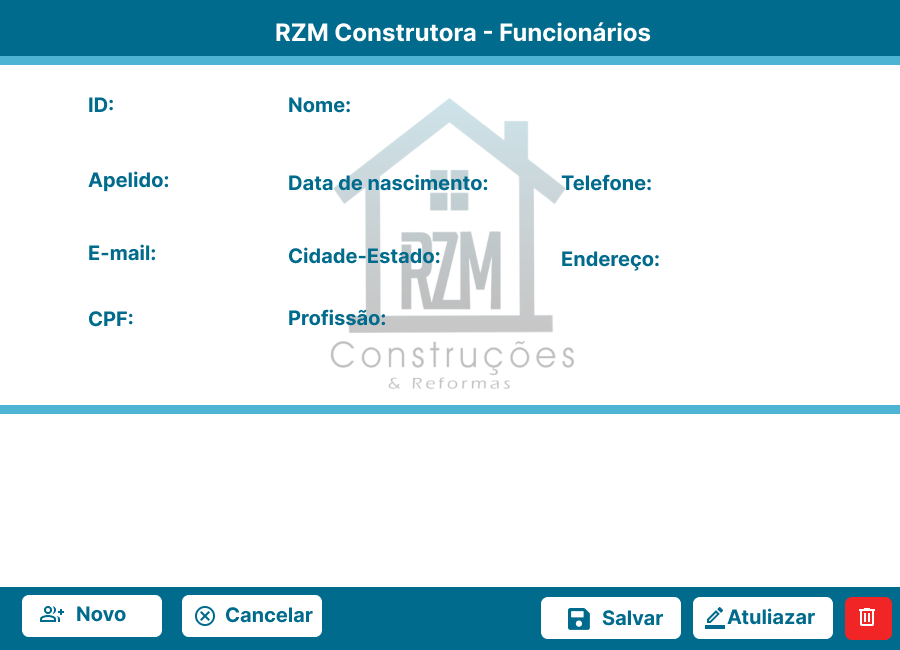 RZM Construtora - Funcionários
ID:
Nome:
Apelido:
Data de nascimento:
Telefone:
E-mail:
Cidade-Estado:
Endereço:
RZM
CPF:
Profissão:
Construções
& Reformas
Novo
Cancelar
Salvar
Atuliazar